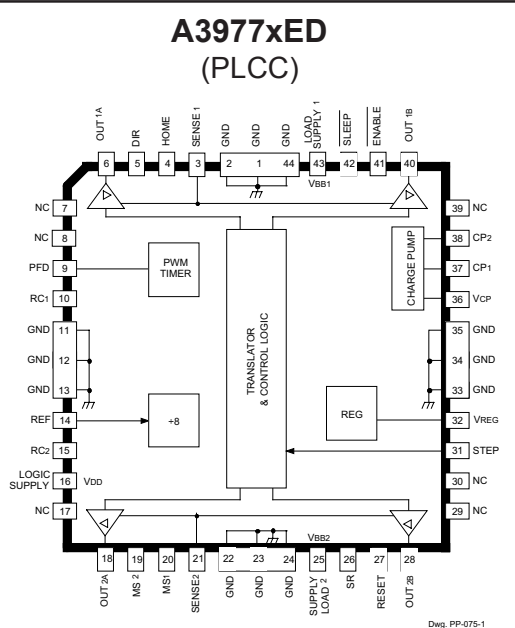 A3977xED
(PLCC)
OUT 1A
DIR
HOME
SENSE 1
GND
GND
GND
LOAD
SUPPLY 1
SLEEP
ENABLE
OUT 1B
6
5
4
3
2
1
44
43
42
41
40
VBB1
NC 7
NC 8
PFD 9
RC1 10
GND 11
GND 12
GND 13
REF 14
RC2 15
LOGIC
SUPPLY 16 VDD
NC 17
PWM
TIMER
÷8
TRANSLATOR
& CONTROL LOGIC
CHARGE PUMP
REG
39 NC
38 CP2
37 CP1
36 VCP
35 GND
34 GND
33 GND
32 VREG
31 STEP
30 NC
29 NC
VBB2
18
19
20
21
22
23
24
25
26
27
28
OUT 2A
MS 2
MS1
SENSE2
GND
GND
GND
SUPPLY
LOAD 2
SR
RESET
OUT 2B
Dwg. PP-075-1